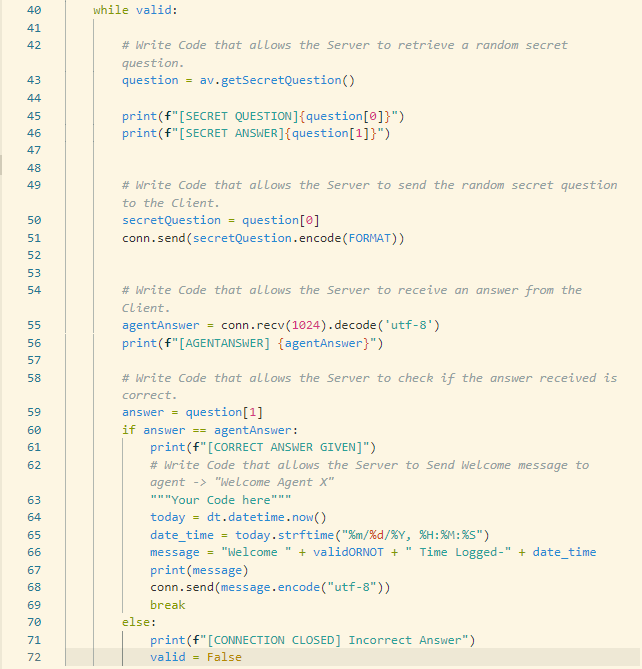 40 while valid:
41
42 # Write Code that allows the Server to retrieve a random secret
question.
43 question = av.getSecretQuestion()
44
45 print(f"[SECRET QUESTION]{question[0]}")
46 print(f"[SECRET ANSWER]{question[1]}")
47
48
49 # Write Code that allows the Server to send the random secret question
to the Client.
50 secretQuestion = question[0]
51 conn.send(secretQuestion.encode(FORMAT))
52
53
54 # Write Code that allows the Server to receive an answer from the
Client.
55 agentAnswer = conn.recv(1024).decode('utf-8')
56 print(f"[AGENTANSWER] {agentAnswer}")
57
58 # Write Code that allows the Server to check if the answer received is
correct.
59 answer = question[1]
60 if answer == agentAnswer:
61 print(f"[CORRECT ANSWER GIVEN]")
62 # Write Code that allows the Server to Send Welcome message to
agent -> "Welcome Agent X"
63 """Your Code here"""
64 today = dt.datetime.now()
65 date_time = today.strftime("%m/%d/%Y, %H:%M:%S")
66 message = "Welcome " + validORNOT + " Time Logged-" + date_time
67 print(message)
68 conn.send(message.encode("utf-8"))
69 break
70 else:
71 print(f"[CONNECTION CLOSED] Incorrect Answer")
72 valid = False